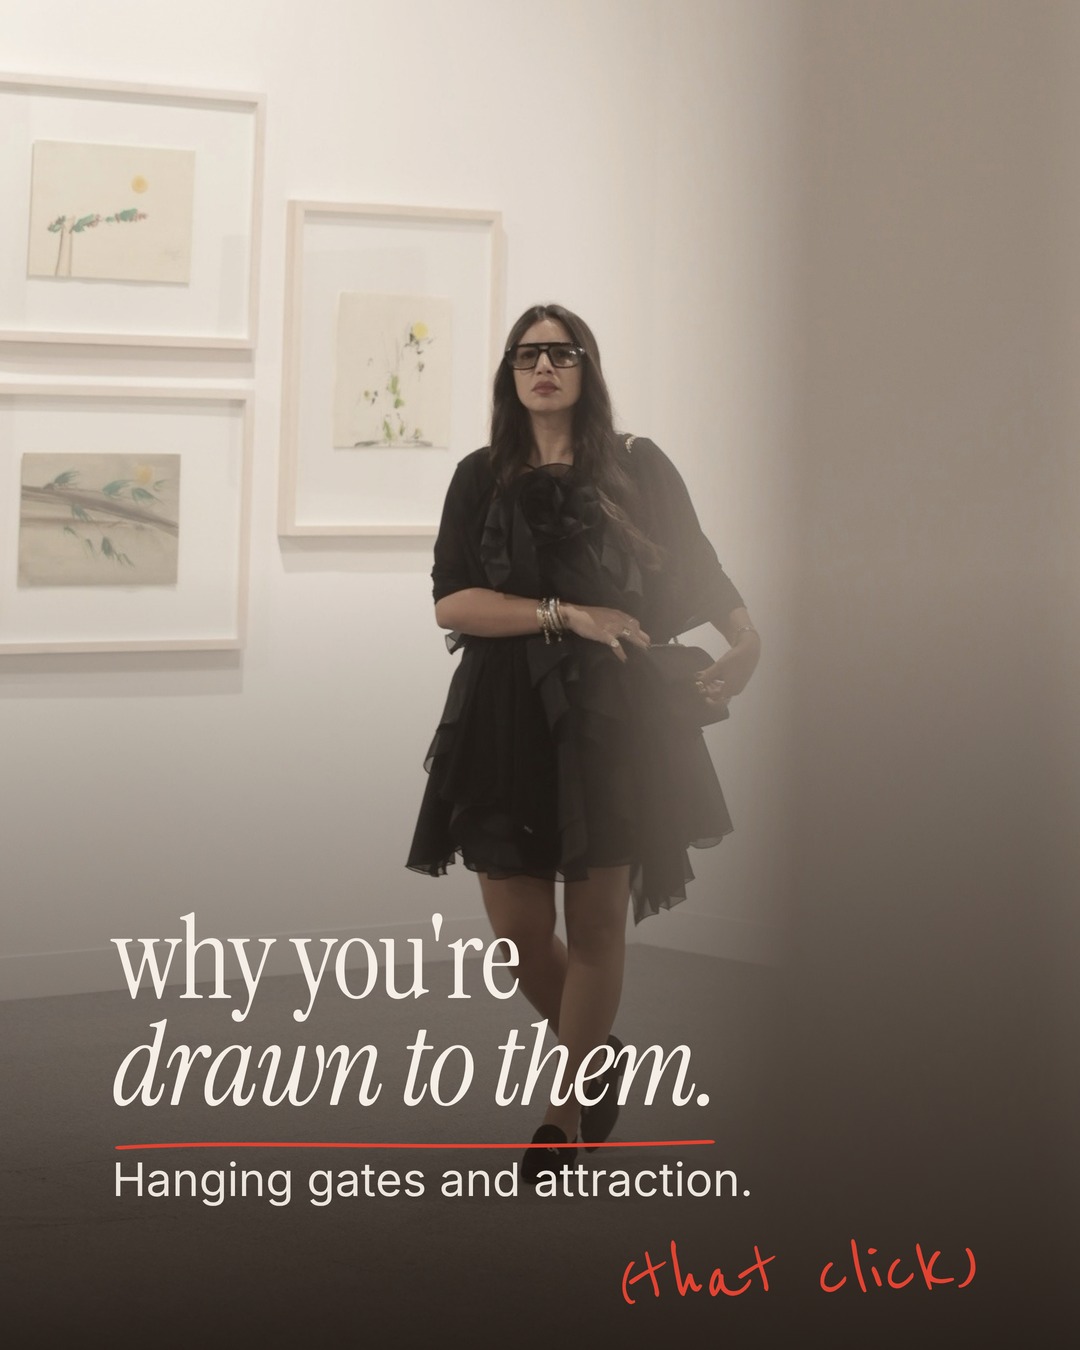 why you're
drawn to them.
Hanging gates and attraction.
(that click)